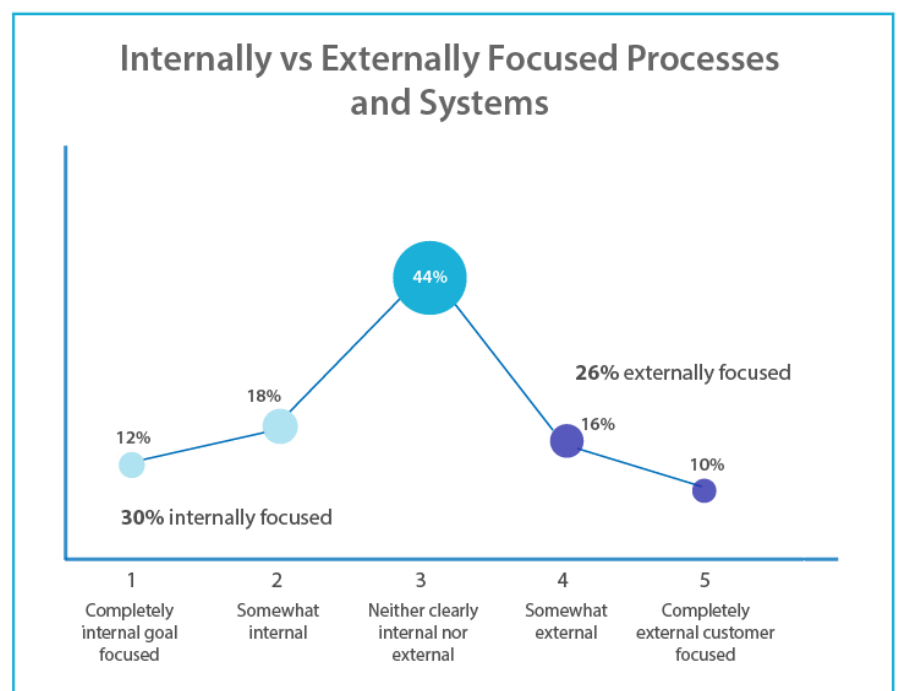 Internally vs Externally Focused Processes
and Systems
44%
26% externally focused
18%
16%
12%
10%
30% internally focused
1 2 3 4 5
Completely Somewhat Neither clearly Somewhat Completely
internal goal internal internal nor external external customer
focused external focused